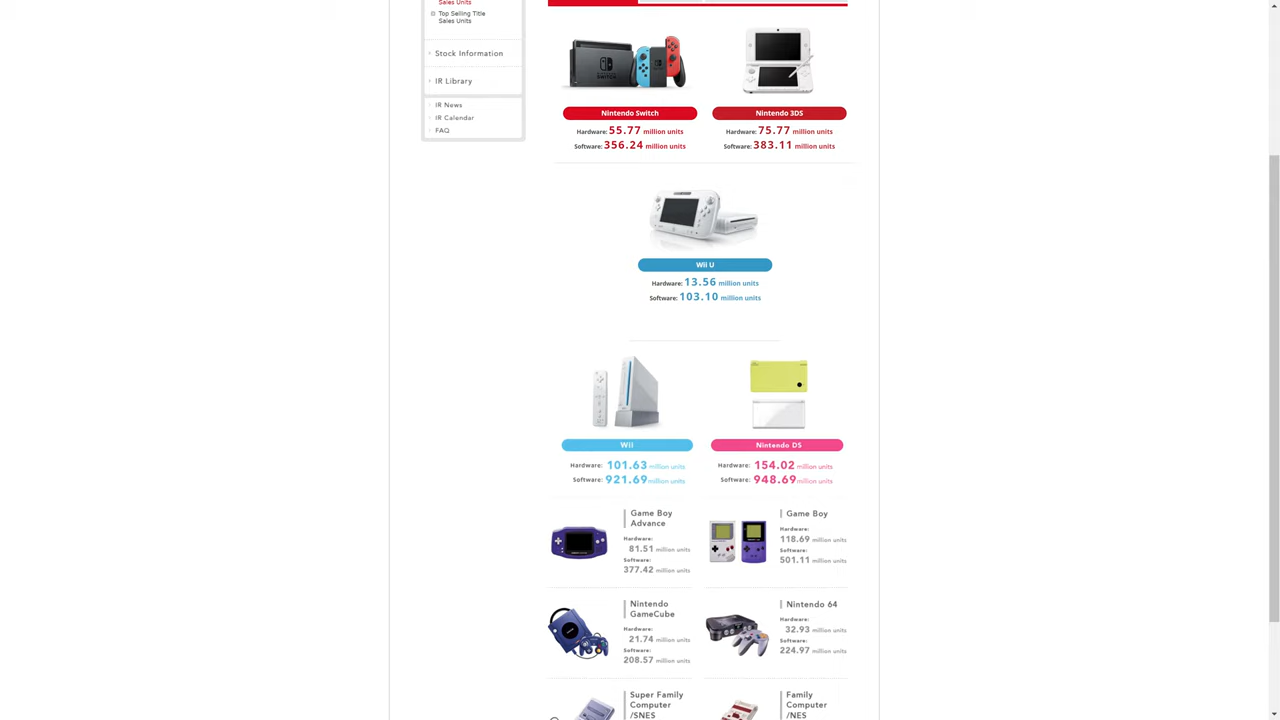 Sales Units
Top Selling Title
Sales Units
Stock Information
IR Library
IR News
IR Calendar
FAQ
Nintendo Switch
Hardware: 55.77 million units
Software: 356.24 million units
Nintendo 3DS
Hardware: 75.77 million units
Software: 383.11 million units
Wii U
Hardware: 13.56 million units
Software: 103.10 million units
Wii
Hardware: 101.63 million units
Software: 921.69 million units
Nintendo DS
Hardware: 154.02 million units
Software: 948.69 million units
Game Boy
Advance
Hardware:
81.51 million units
Software:
377.42 million units
Game Boy
Hardware:
118.69 million units
Software:
501.11 million units
Nintendo
GameCube
Hardware:
21.74 million units
Software:
208.57 million units
Nintendo 64
Hardware:
32.93 million units
Software:
224.97 million units
Super Family
Computer
/SNES
Family
Computer
/NES